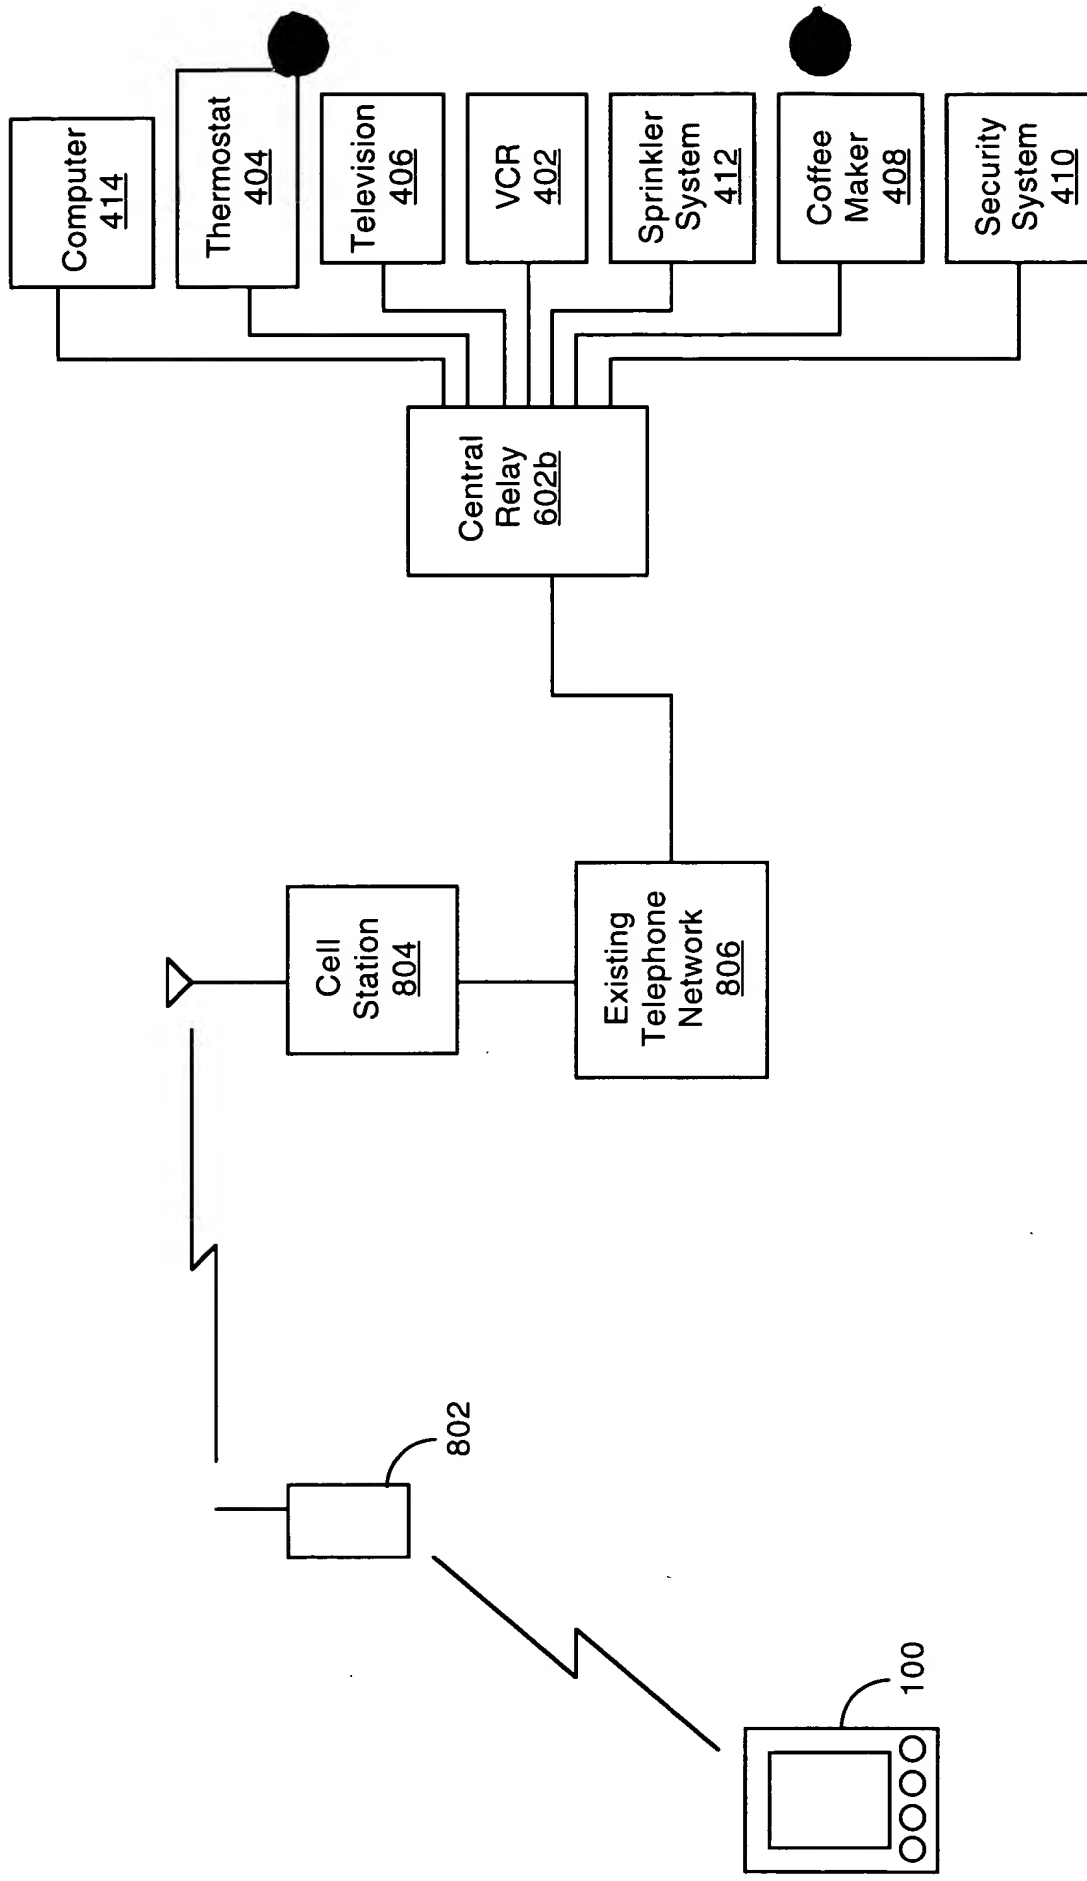 Computer
414
Thermostat
404
Television
406
VCR
402
Sprinkler
System
412
Coffee
Maker
408
Security
System
410
Central
Relay
602b
Cell
Station
804
Existing
Telephone
Network
806
802
100